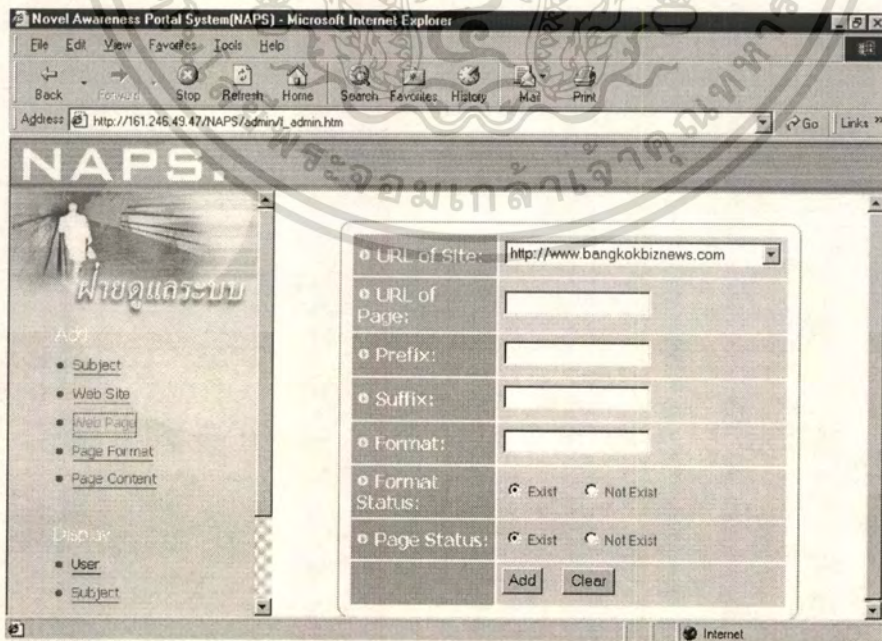 Novel Awareness Portal System(NAPS) - Microsoft Internet Explorer
File Edit View Favorites Tools Help
Back Forward Stop Refresh Home Search Favorites History Mail Print
Address http://161.246.49.47/NAPS/admin/t_admin.htm Go Links »
NAPS.
ฝ่ายดูแลระบบ
Add
Subject
Web Site
Web Page
Page Format
Page Content
Display
User
Subject
URL of Site: http://www.bangkokbiznews.com
URL of
Page:
Prefix:
Suffix:
Format:
Format
Status: Exist Not Exist
Page Status: Exist Not Exist
Add Clear
Internet